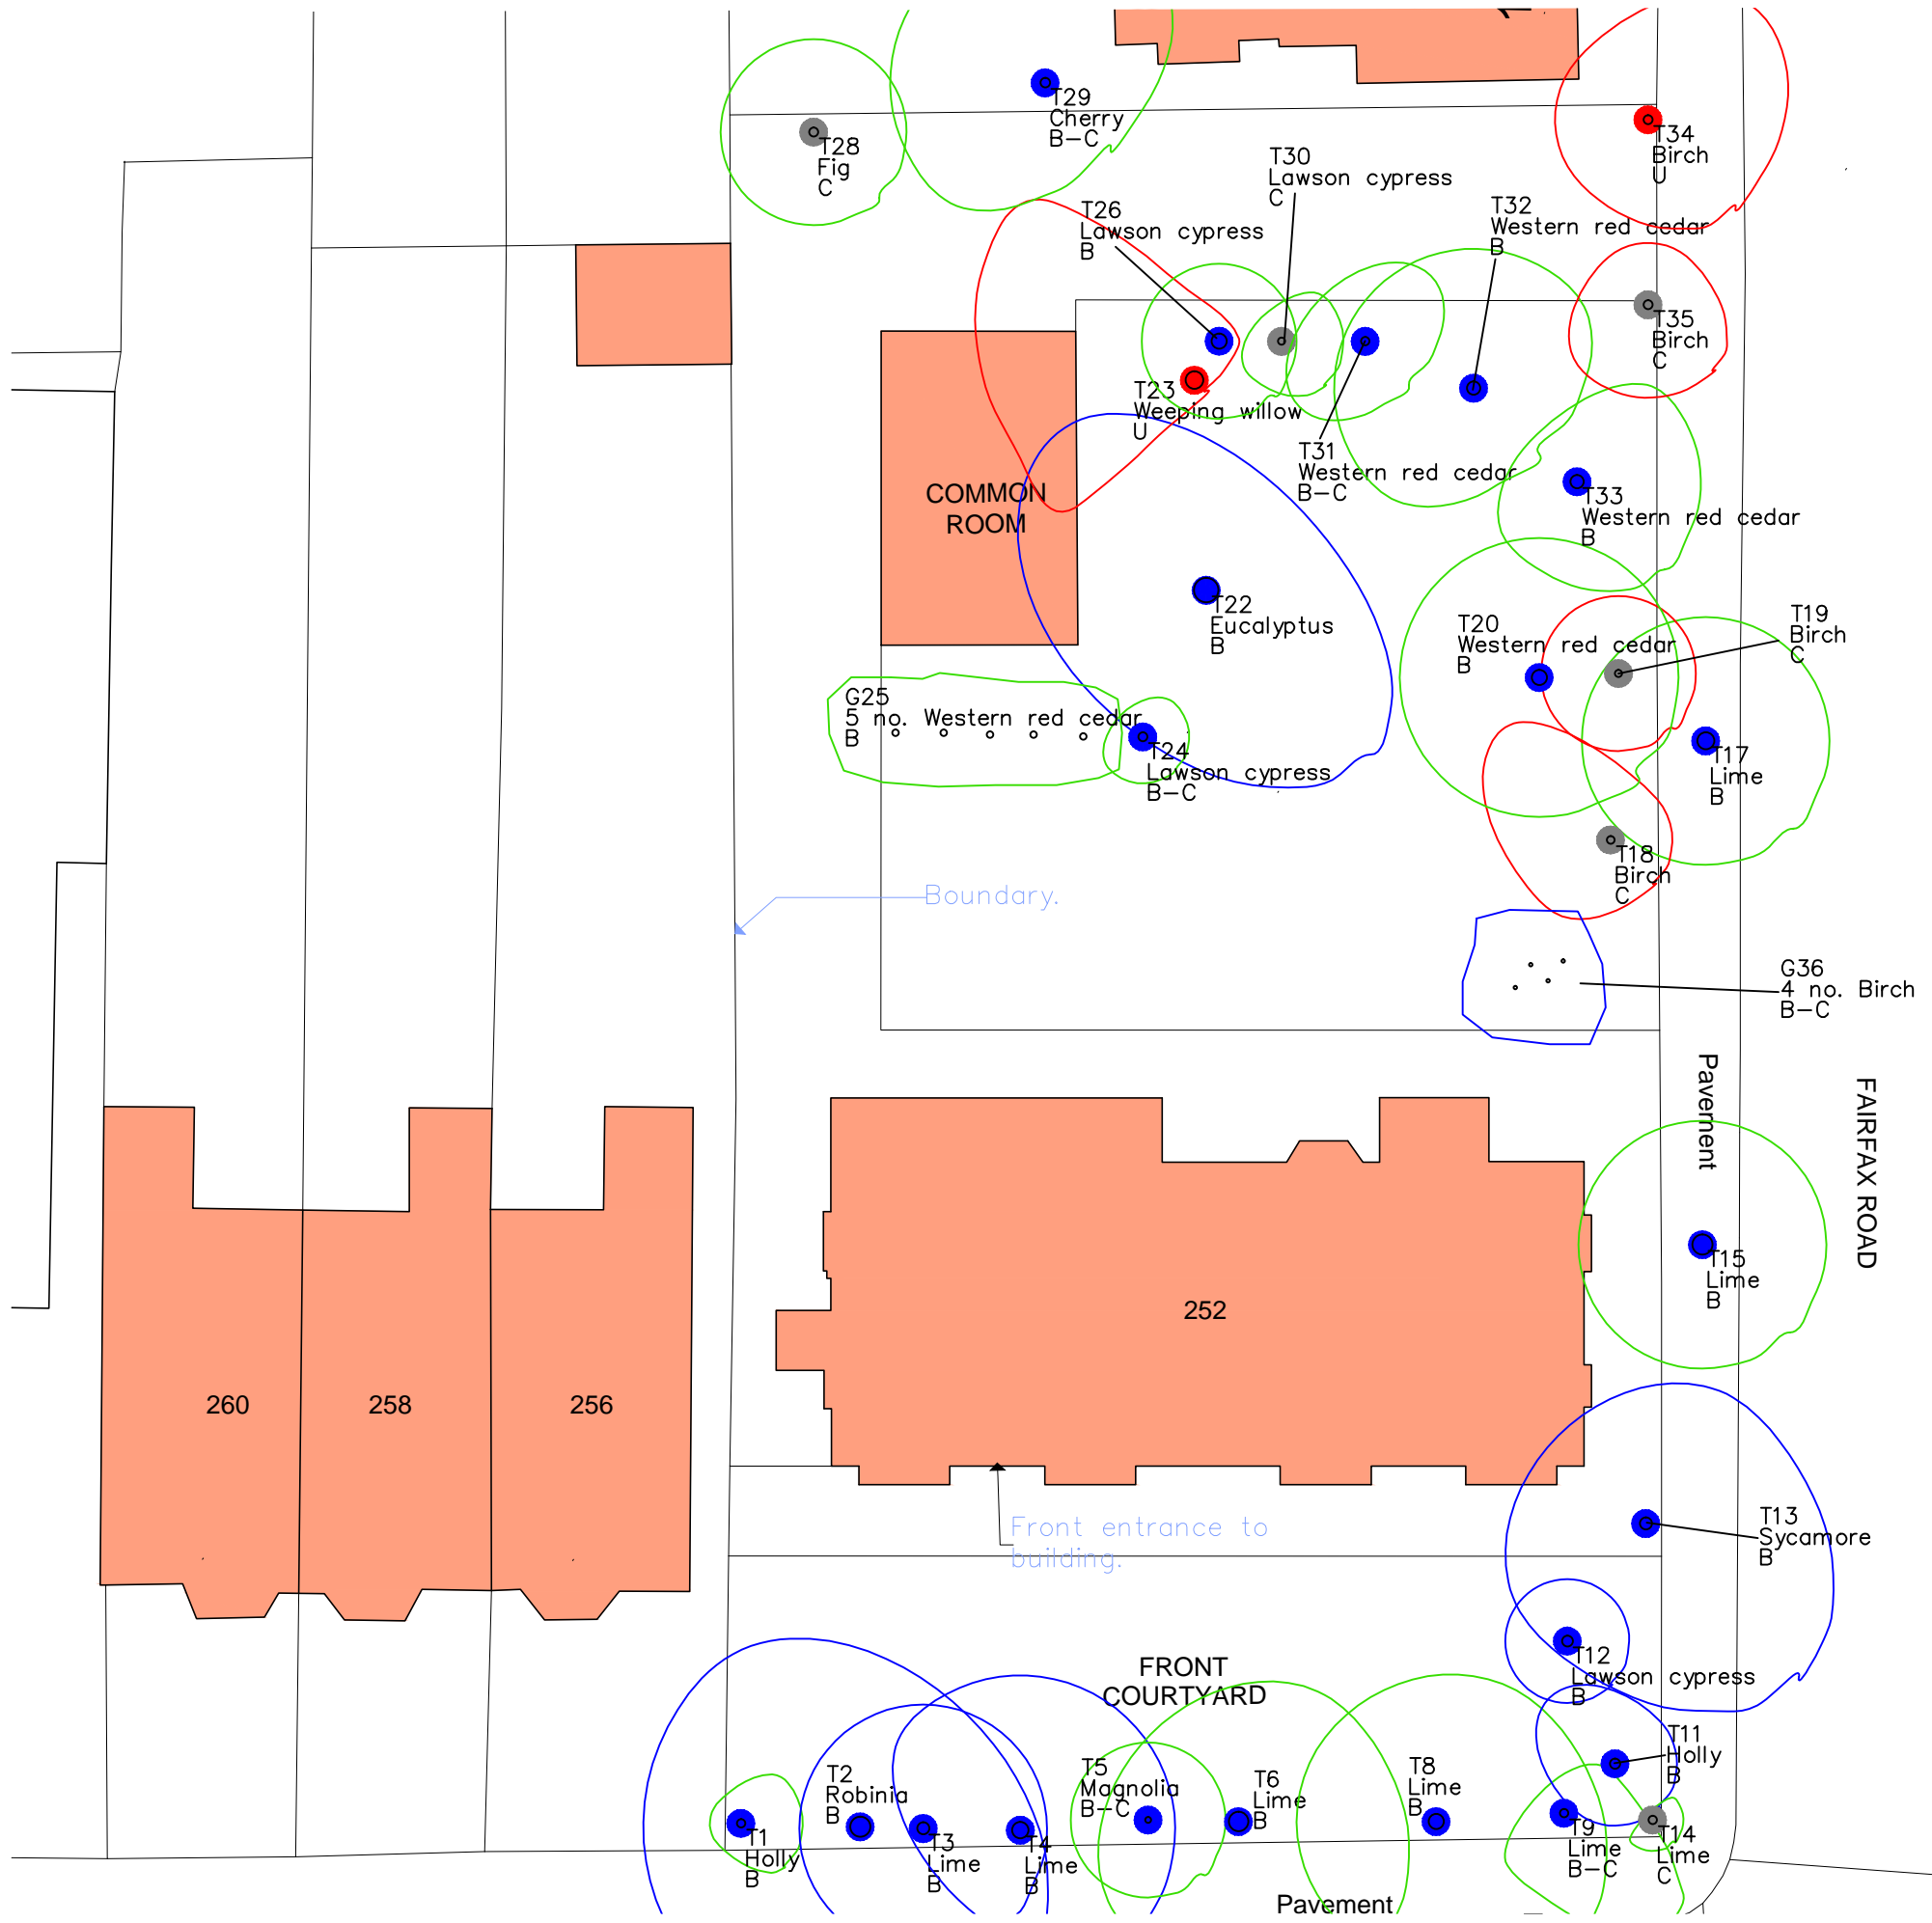 T29
Cherry
B-C
T28
Fig
C
T34
Birch
U
T30
Lawson cypress
C
T26
Lawson cypress
B
T32
Western red cedar
B
T35
Birch
C
T23
Weeping willow
U
T31
Western red cedar
B-C
COMMON
ROOM
T33
Western red cedar
B
T22
Eucalyptus
B
T20
Western red cedar
B
T19
Birch
C
G25
5 no. Western red cedar
B
T24
Lawson cypress
B-C
T17
Lime
B
T18
Birch
C
Boundary.
G36
4 no. Birch
B-C
Pavement
FAIRFAX ROAD
T15
Lime
B
252
260
258
256
Front entrance to
building.
T13
Sycamore
B
T12
Lawson cypress
B
FRONT
COURTYARD
T11
Holly
B
T2
Robinia
B
T5
Magnolia
B-C
T6
Lime
B
T8
Lime
B
T1
Holly
B
T3
Lime
B
T4
Lime
B
T9
Lime
B-C
T14
Lime
C
Pavement